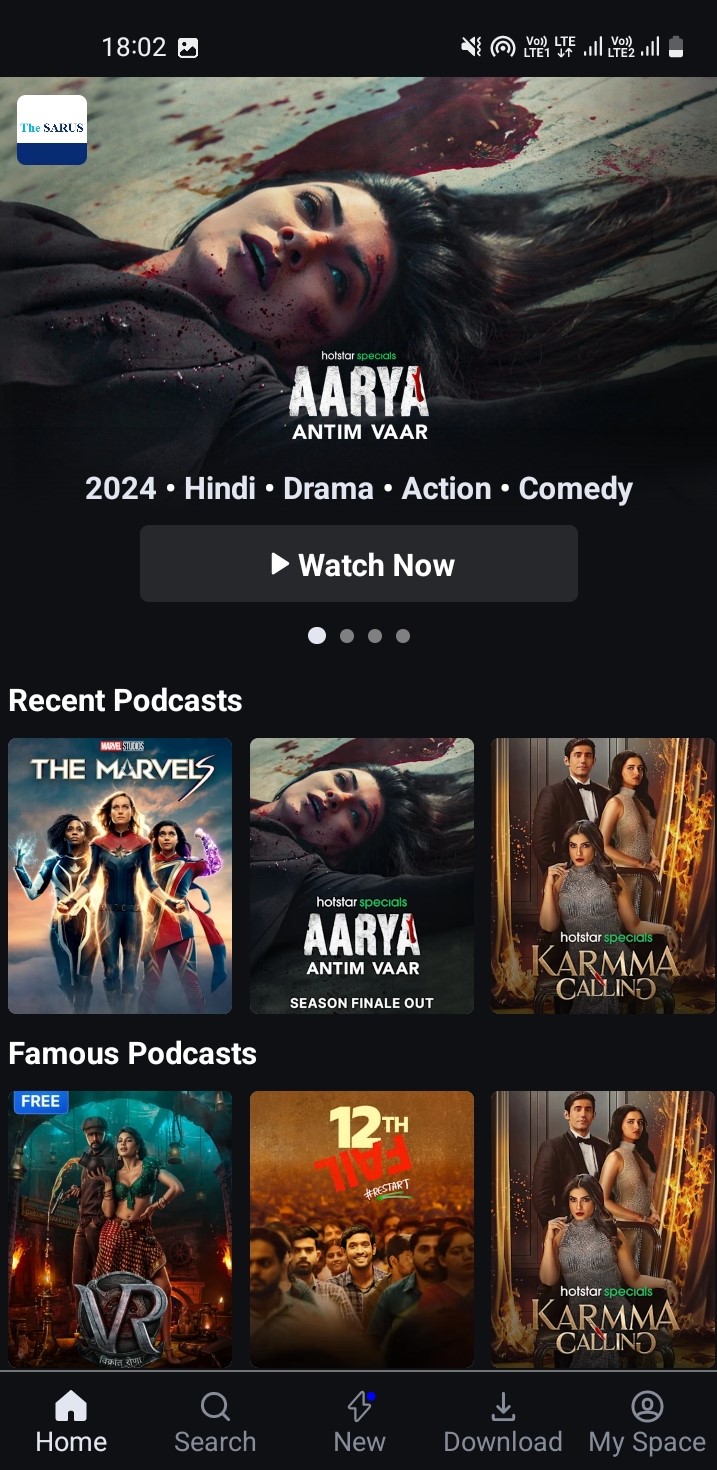 18:02
Vo) LTE
LTE1
Vo)
LTE2
The SARUS
hotstar specials
AARYA
ANTIM VAAR
2024 • Hindi • Drama • Action • Comedy
Watch Now
Recent Podcasts
MARVEL STUDIOS
THE MARVELS
hotstar specials
AARYA
ANTIM VAAR
SEASON FINALE OUT
hotstar specials
KARMMA
CALLING
Famous Podcasts
FREE
VR
विक्रांत रोणा
12TH
FAIL
#RESTART
hotstar specials
KARMMA
CALLING
Home
Search
New
Download
My Space